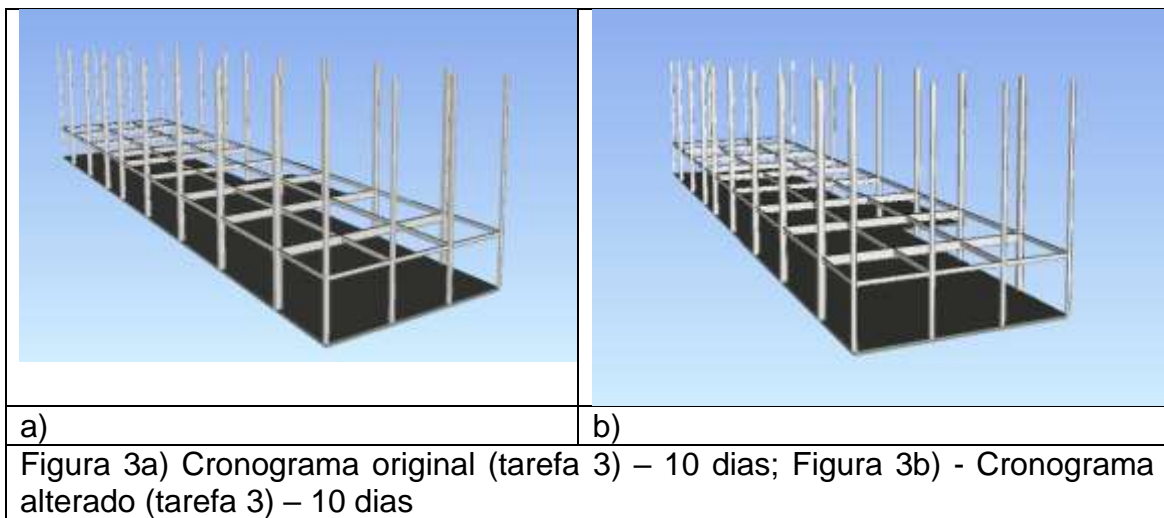 a)
b)
Figura 3a) Cronograma original (tarefa 3) – 10 dias; Figura 3b) - Cronograma
alterado (tarefa 3) – 10 dias